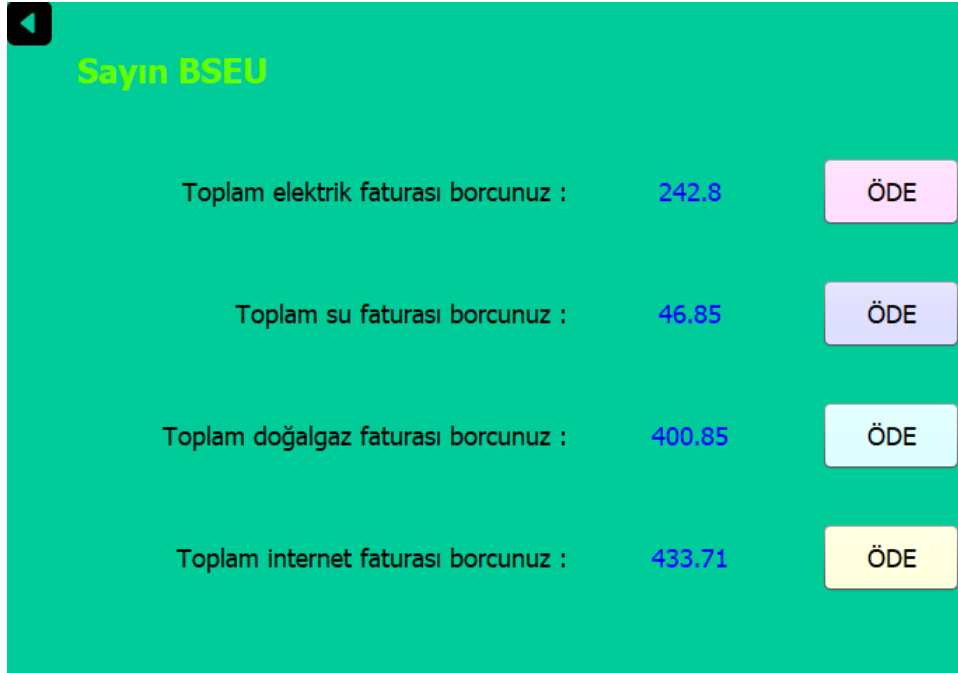 Sayın BSEU
Toplam elektrik faturası borcunuz : 242.8 ÖDE
Toplam su faturası borcunuz : 46.85 ÖDE
Toplam doğalgaz faturası borcunuz : 400.85 ÖDE
Toplam internet faturası borcunuz : 433.71 ÖDE